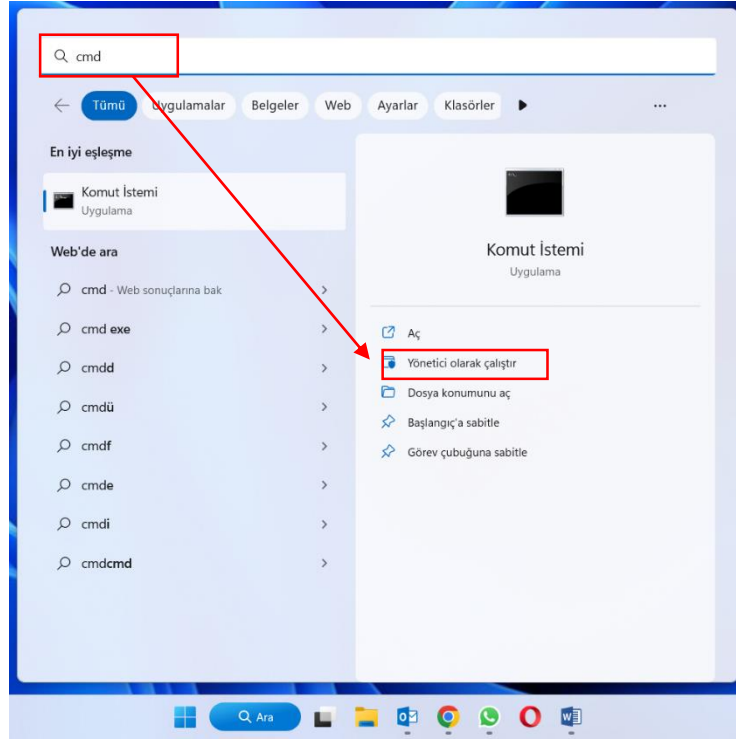 cmd
Tümü Uygulamalar Belgeler Web Ayarlar Klasörler ...
En iyi eşleşme
Komut İstemi
Uygulama
Web'de ara
cmd - Web sonuçlarına bak
cmd exe
cmdd
cmdü
cmdf
cmde
cmdi
cmdcmd
Komut İstemi
Uygulama
Aç
Yönetici olarak çalıştır
Dosya konumunu aç
Başlangıç'a sabitle
Görev çubuğuna sabitle
Ara